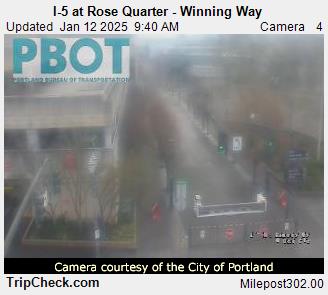 I-5 at Rose Quarter - Winning Way
Updated Jan 12 2025 9:40 AM Camera 4
PBOT
PORTLAND BUREAU OF TRANSPORTATION
Camera courtesy of the City of Portland
TripCheck.com Milepost302.00